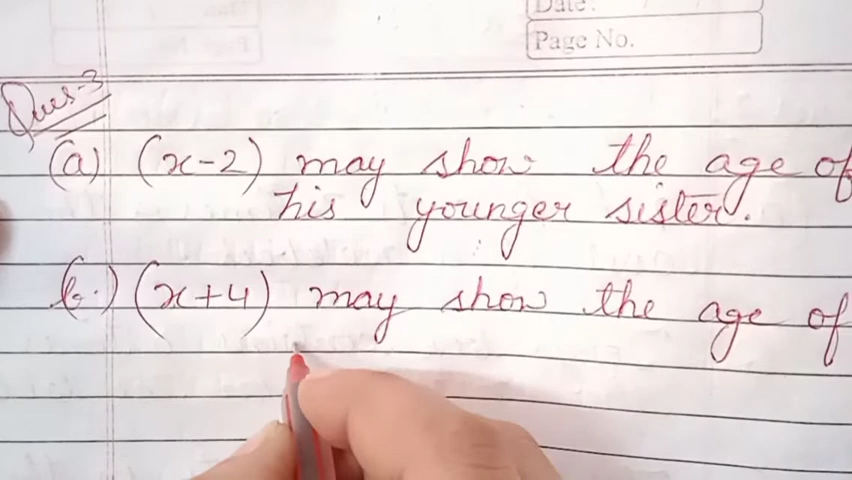 Date:
Page No.
Ques-3
(a) (x-2) may show the age of
his younger sister.
b.) (x+4) may show the age of